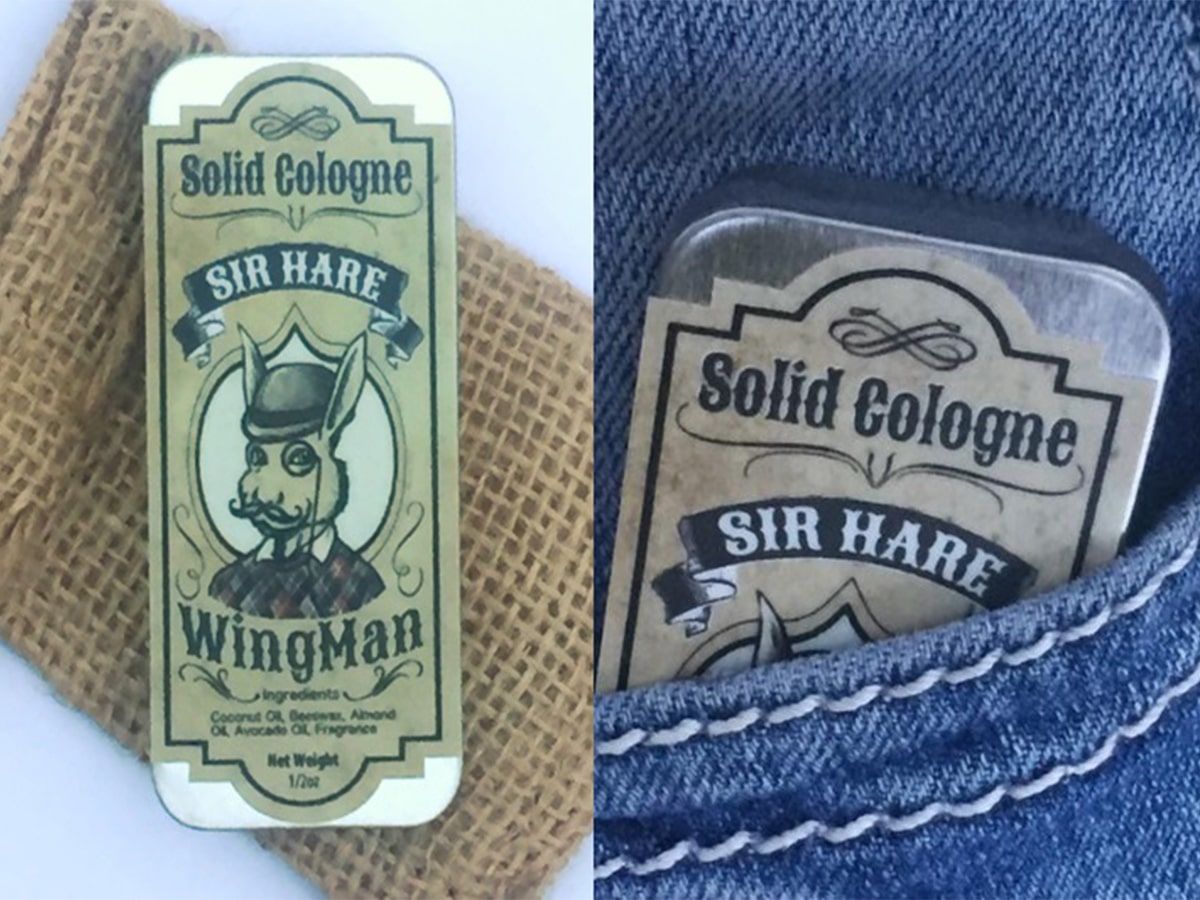 Solid Cologne
SIR HARE
WingMan
Ingredients
Coconut Oil, Beeswax, Almond
Oil, Avocado Oil, Fragrance
Net Weight
1/2oz
Solid Cologne
SIR HARE